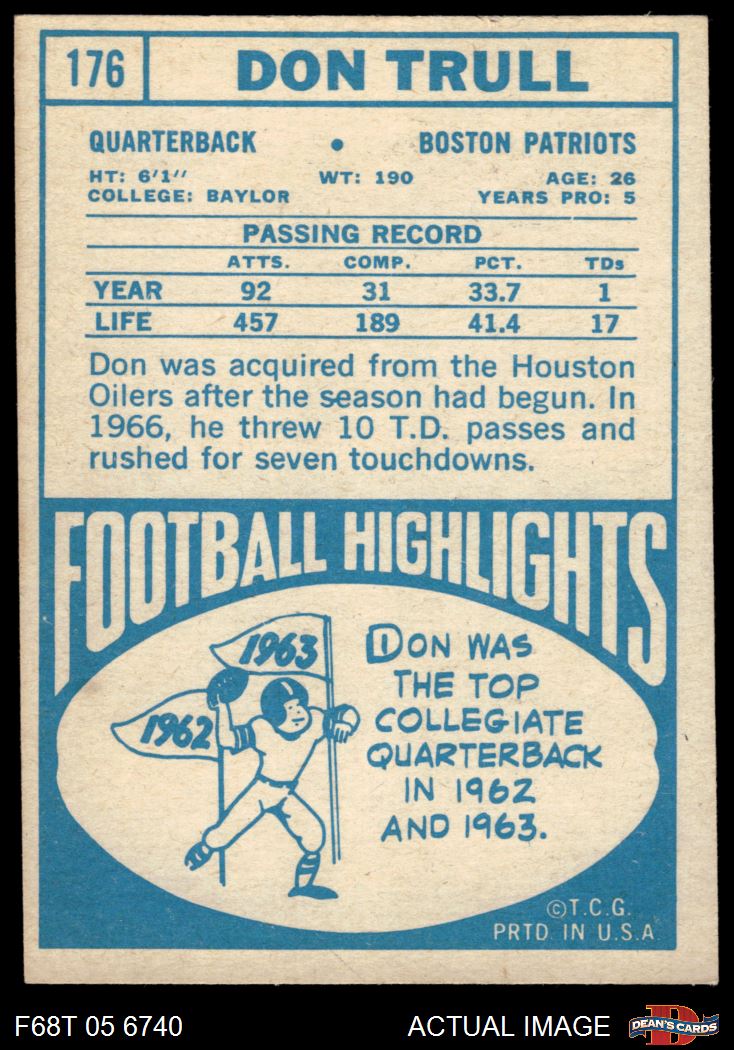 176 DON TRULL
QUARTERBACK • BOSTON PATRIOTS
HT: 6'1" WT: 190 AGE: 26
COLLEGE: BAYLOR YEARS PRO: 5
PASSING RECORD
ATTS. COMP. PCT. TDs
YEAR 92 31 33.7 1
LIFE 457 189 41.4 17
Don was acquired from the Houston
Oilers after the season had begun. In
1966, he threw 10 T.D. passes and
rushed for seven touchdowns.
FOOTBALL HIGHLIGHTS
1963
1962
DON WAS
THE TOP
COLLEGIATE
QUARTERBACK
IN 1962
AND 1963.
©T.C.G.
PRTD. IN U.S.A.
F68T 05 6740 ACTUAL IMAGE DEAN'S CARDS